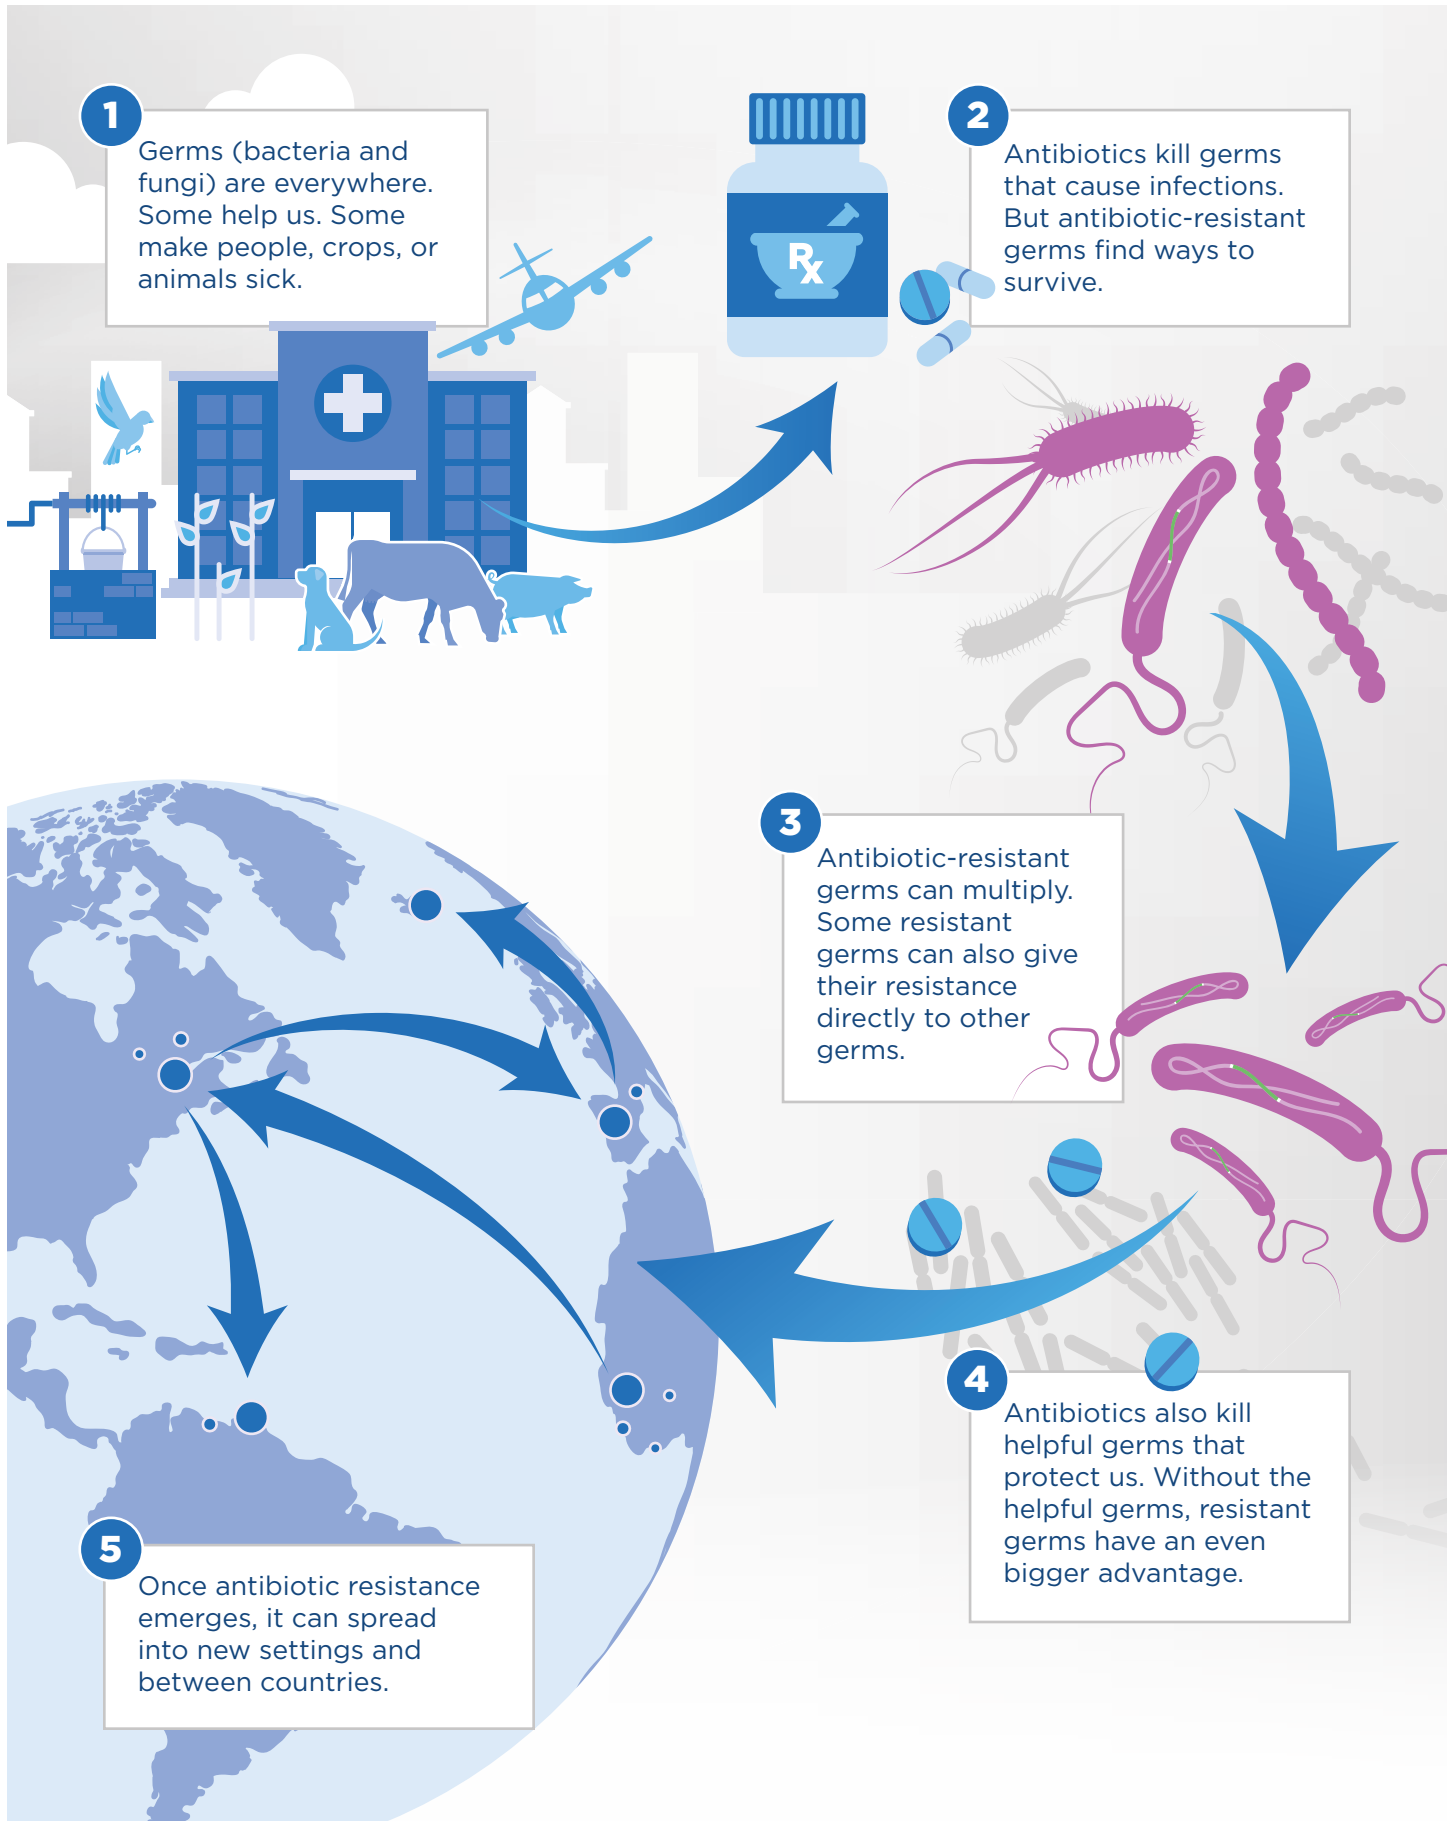 1
Germs (bacteria and
fungi) are everywhere.
Some help us. Some
make people, crops, or
animals sick.
Rx
2
Antibiotics kill germs
that cause infections.
But antibiotic-resistant
germs find ways to
survive.
3
Antibiotic-resistant
germs can multiply.
Some resistant
germs can also give
their resistance
directly to other
germs.
4
Antibiotics also kill
helpful germs that
protect us. Without the
helpful germs, resistant
germs have an even
bigger advantage.
5
Once antibiotic resistance
emerges, it can spread
into new settings and
between countries.